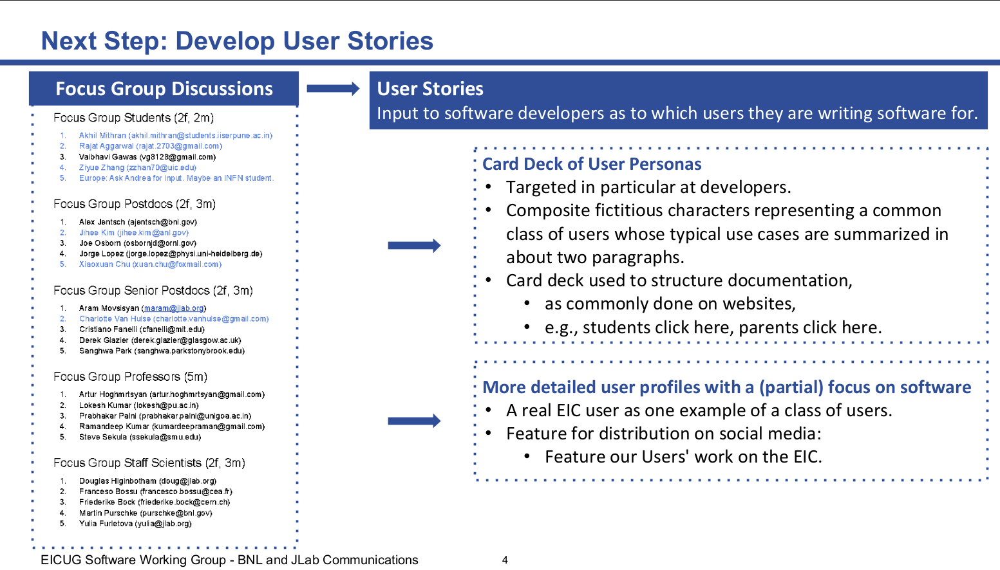 Next Step: Develop User Stories
Focus Group Discussions
Focus Group Students (2f, 2m)
1. Akhil Mithran (akhil.mithran@students.iiserpune.ac.in)
2. Rajat Aggarwal (rajat.2703@gmail.com)
3. Vaibhavi Gawas (vg8128@gmail.com)
4. Ziyue Zhang (zzhan70@uic.edu)
5. Europe: Ask Andrea for input. Maybe an INFN student.
Focus Group Postdocs (2f, 3m)
1. Alex Jentsch (ajentsch@bnl.gov)
2. Jihee Kim (jihee.kim@anl.gov)
3. Joe Osborn (osbornjd@ornl.gov)
4. Jorge Lopez (jorge.lopez@physi.uni-heidelberg.de)
5. Xiaoxuan Chu (xuan.chu@foxmail.com)
Focus Group Senior Postdocs (2f, 3m)
1. Aram Movsisyan (maram@jlab.org)
2. Charlotte Van Hulse (charlotte.vanhulse@gmail.com)
3. Cristiano Fanelli (cfanelli@mit.edu)
4. Derek Glazier (derek.glazier@glasgow.ac.uk)
5. Sanghwa Park (sanghwa.parkstonybrook.edu)
Focus Group Professors (5m)
1. Artur Hoghmrtsyan (artur.hoghmrtsyan@gmail.com)
2. Lokesh Kumar (lokesh@pu.ac.in)
3. Prabhakar Palni (prabhakar.palni@unigoa.ac.in)
4. Ramandeep Kumar (kumardeepraman@gmail.com)
5. Steve Sekula (ssekula@smu.edu)
Focus Group Staff Scientists (2f, 3m)
1. Douglas Higinbotham (doug@jlab.org)
2. Franceso Bossu (francesco.bossu@cea.fr)
3. Friederike Bock (friederike.bock@cern.ch)
4. Martin Purschke (purschke@bnl.gov)
5. Yulia Furletova (yulia@jlab.org)
User Stories
Input to software developers as to which users they are writing software for.
Card Deck of User Personas
• Targeted in particular at developers.
• Composite fictitious characters representing a common
class of users whose typical use cases are summarized in
about two paragraphs.
• Card deck used to structure documentation,
• as commonly done on websites,
• e.g., students click here, parents click here.
More detailed user profiles with a (partial) focus on software
• A real EIC user as one example of a class of users.
• Feature for distribution on social media:
• Feature our Users' work on the EIC.
EICUG Software Working Group - BNL and JLab Communications
4